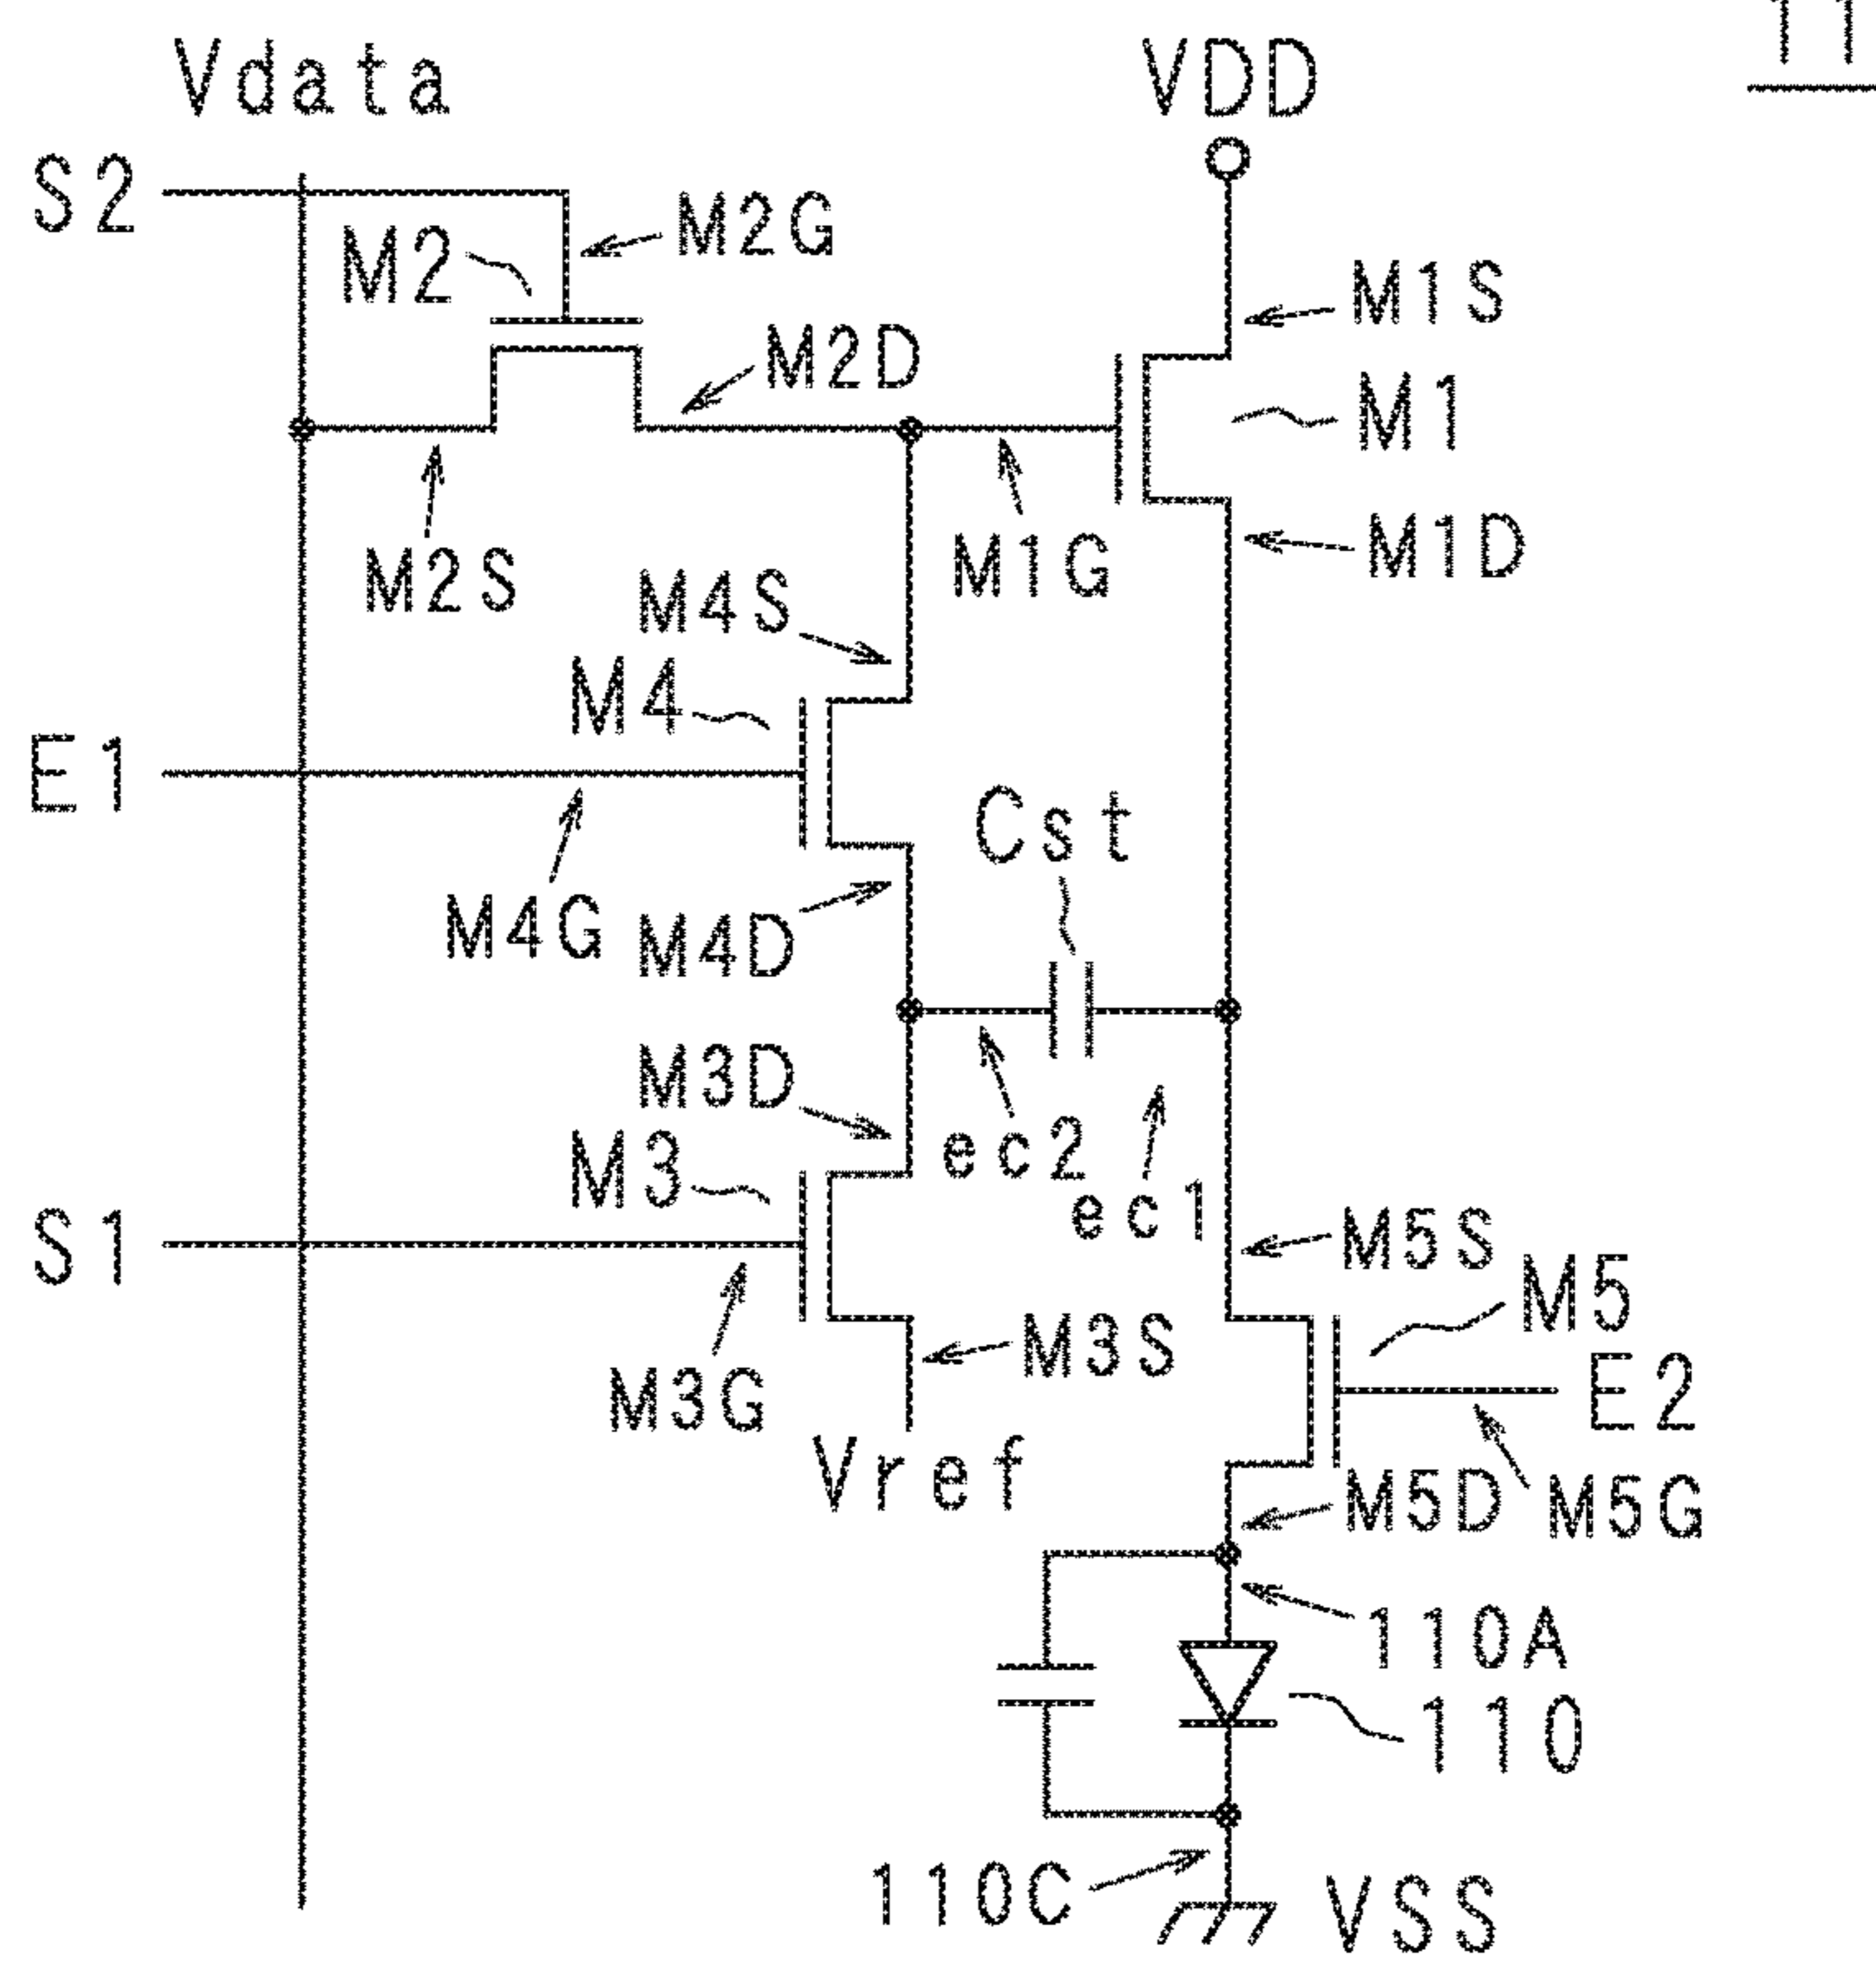 11
Vdata
VDD
S2
M2G
M2
M1S
M2D
M1
M2S
M1G
M1D
M4S
M4
E1
Cst
M4G
M4D
M3D
M3
ec2
ec1
S1
M5S
M5
M3S
E2
M3G
Vref
M5D
M5G
110A
110
110C
VSS